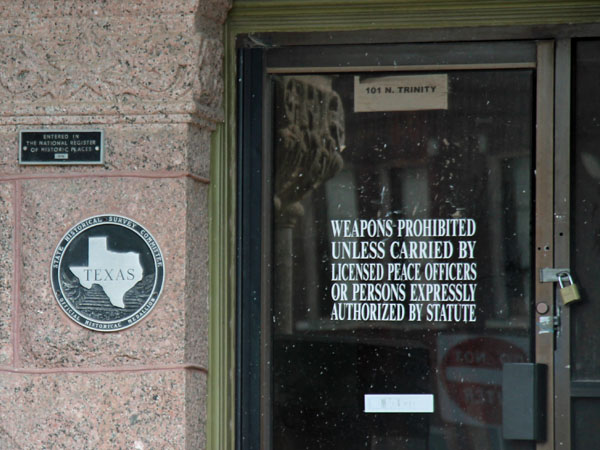 ENTERED IN
THE NATIONAL REGISTER
OF HISTORIC PLACES
STATE HISTORICAL SURVEY COMMITTEE
TEXAS
OFFICIAL HISTORICAL MEDALLION
101 N. TRINITY
WEAPONS PROHIBITED
UNLESS CARRIED BY
LICENSED PEACE OFFICERS
OR PERSONS EXPRESSLY
AUTHORIZED BY STATUTE